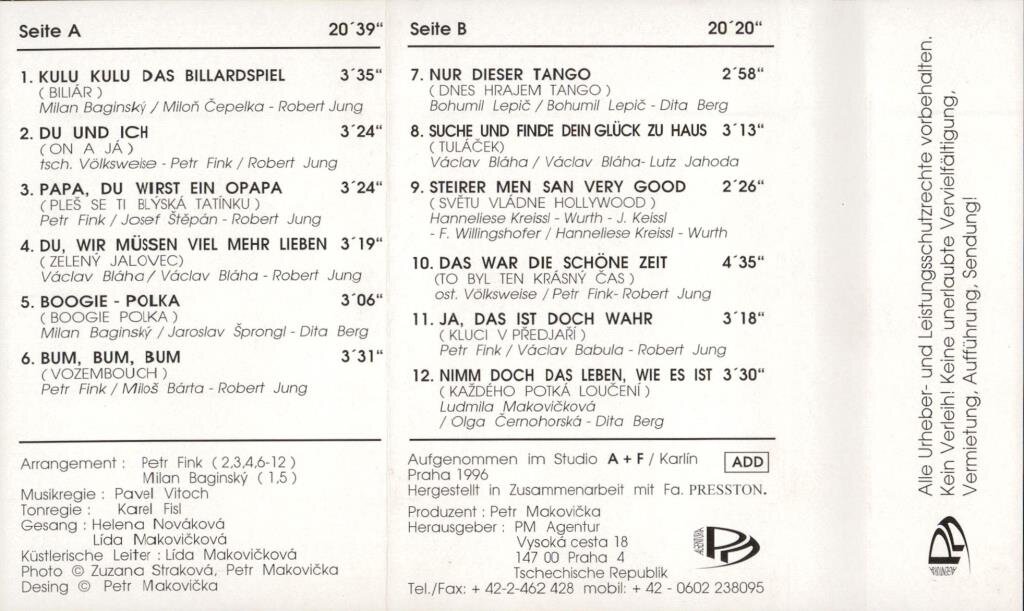 Seite A 20´39"
1. KULU KULU DAS BILLARDSPIEL 3´35"
( BILIÁR )
Milan Baginský / Miloň Čepelka - Robert Jung
2. DU UND ICH 3´24"
( ON A JÁ )
tsch. Völksweise - Petr Fink / Robert Jung
3. PAPA, DU WIRST EIN OPAPA 3´24"
( PLEŠ SE TI BLÝSKÁ TATÍNKU )
Petr Fink / Josef Štěpán - Robert Jung
4. DU, WIR MÜSSEN VIEL MEHR LIEBEN 3´19"
( ZELENÝ JALOVEC)
Václav Bláha / Václav Bláha - Robert Jung
5. BOOGIE - POLKA 3´06"
( BOOGIE POLKA )
Milan Baginský / Jaroslav Šprongl - Dita Berg
6. BUM, BUM, BUM 3´31"
( VOZEMBOUCH )
Petr Fink / Miloš Bárta - Robert Jung
Arrangement : Petr Fink ( 2,3,4,6-12 )
Milan Baginský ( 1,5 )
Musikregie : Pavel Vitoch
Tonregie : Karel Fisl
Gesang : Helena Nováková
Lída Makovičková
Küstlerische Leiter : Lída Makovičková
Photo © Zuzana Straková, Petr Makovička
Desing © Petr Makovička
Seite B 20´20"
7. NUR DIESER TANGO 2´58"
( DNES HRAJEM TANGO )
Bohumil Lepič / Bohumil Lepič - Dita Berg
8. SUCHE UND FINDE DEIN GLÜCK ZU HAUS 3´13"
( TULÁČEK)
Václav Bláha / Václav Bláha- Lutz Jahoda
9. STEIRER MEN SAN VERY GOOD 2´26"
( SVĚTU VLÁDNE HOLLYWOOD )
Hanneliese Kreissl - Wurth - J. Keissl
- F. Willingshofer / Hanneliese Kreissl - Wurth
10. DAS WAR DIE SCHÖNE ZEIT 4´35"
(TO BYL TEN KRÁSNÝ ČAS )
ost. Völksweise / Petr Fink- Robert Jung
11. JA, DAS IST DOCH WAHR 3´18"
( KLUCI V PŘEDJAŘÍ )
Petr Fink / Václav Babula - Robert Jung
12. NIMM DOCH DAS LEBEN, WIE ES IST 3´30"
( KAŽDÉHO POTKÁ LOUČENÍ )
Ludmila Makovičková
/ Olga Černohorská - Dita Berg
Aufgenommen im Studio A + F / Karlín ADD
Praha 1996
Hergestellt in Zusammenarbeit mit Fa. PRESSTON.
Produzent : Petr Makovička
Herausgeber : PM Agentur
Vysoká cesta 18
147 00 Praha 4
Tschechische Republik
Tel./Fax: + 42-2-462 428 mobil: + 42 - 0602 238095
AGENTURA
Alle Urheber- und Leistungsschutzrechte vorbehalten.
Kein Verleih! Keine unerlaubte Vervielfältigung,
Vermietung, Aufführung, Sendung!
AGENTURA